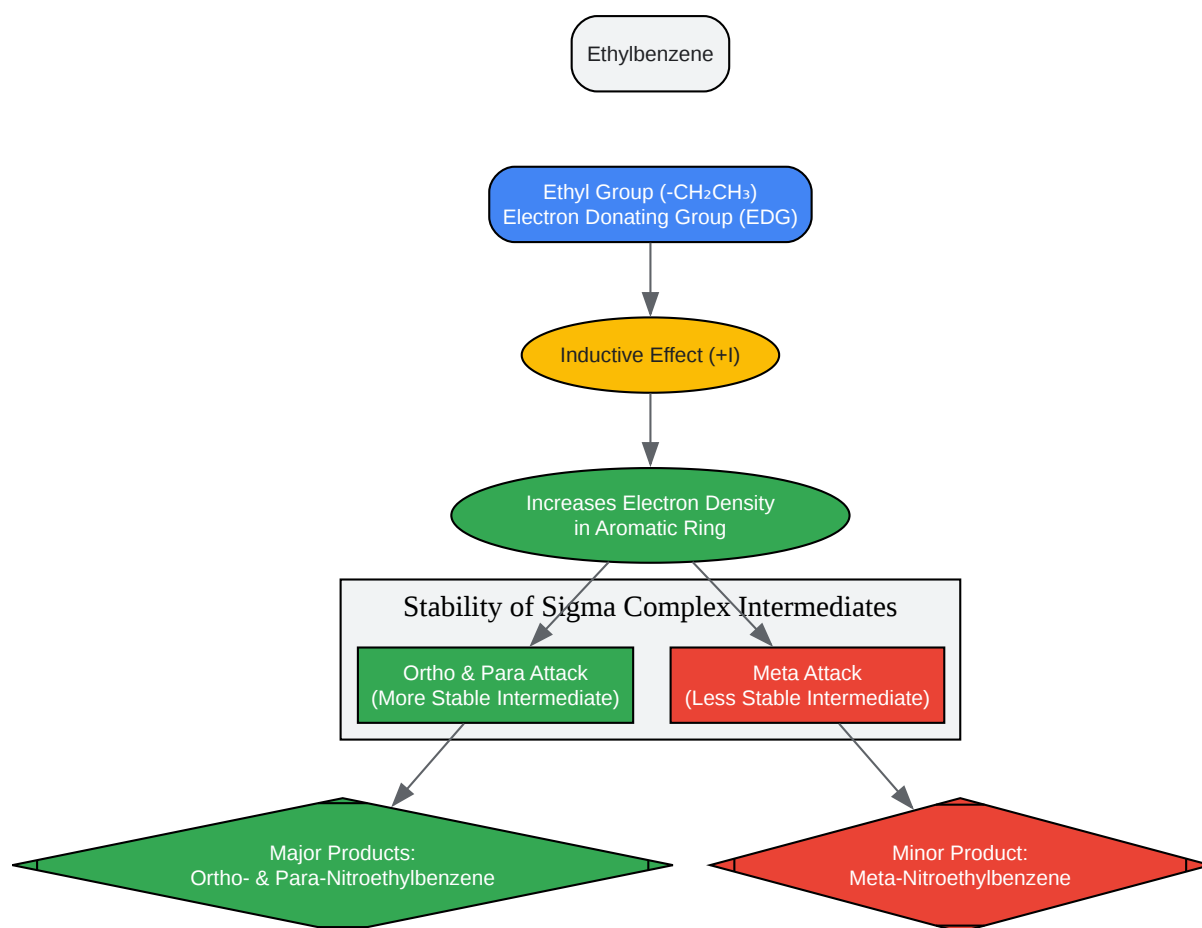 Ethylbenzene
Ethyl Group (-CH₂CH₃)
Electron Donating Group (EDG)
Inductive Effect (+I)
Increases Electron Density
in Aromatic Ring
Stability of Sigma Complex Intermediates
Ortho & Para Attack
(More Stable Intermediate)
Meta Attack
(Less Stable Intermediate)
Major Products:
Ortho- & Para-Nitroethylbenzene
Minor Product:
Meta-Nitroethylbenzene